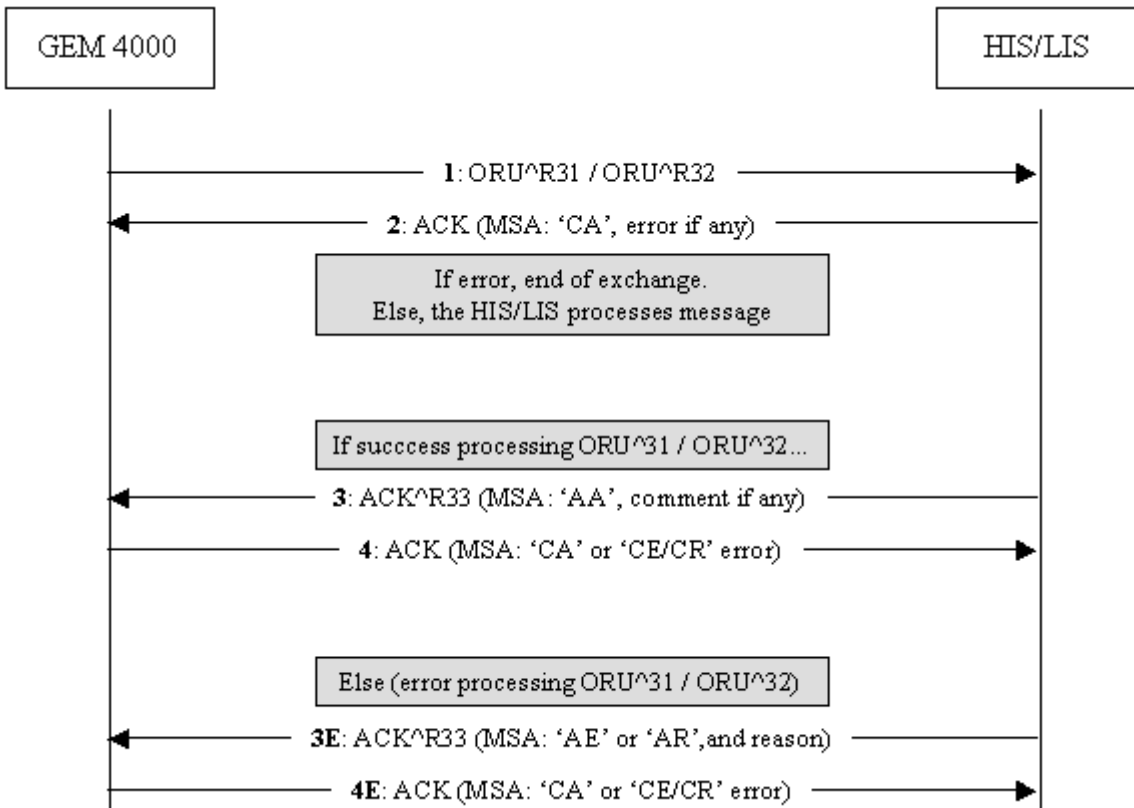 GEM 4000
HIS/LIS
1: ORU^R31 / ORU^R32
2: ACK (MSA: ‘CA’, error if any)
If error, end of exchange.
Else, the HIS/LIS processes message
If succcess processing ORU^31 / ORU^32...
3: ACK^R33 (MSA: ‘AA’, comment if any)
4: ACK (MSA: ‘CA’ or ‘CE/CR’ error)
Else (error processing ORU^31 / ORU^32)
3E: ACK^R33 (MSA: ‘AE’ or ‘AR’,and reason)
4E: ACK (MSA: ‘CA’ or ‘CE/CR’ error)